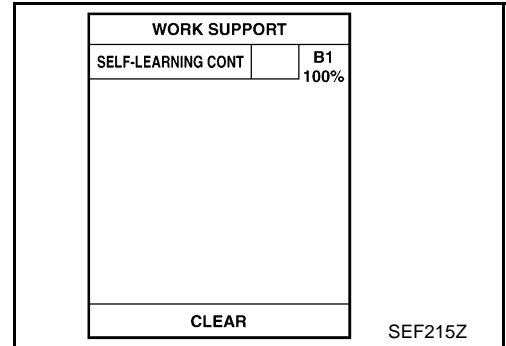 WORK SUPPORT
SELF-LEARNING CONT B1
100%
CLEAR
SEF215Z